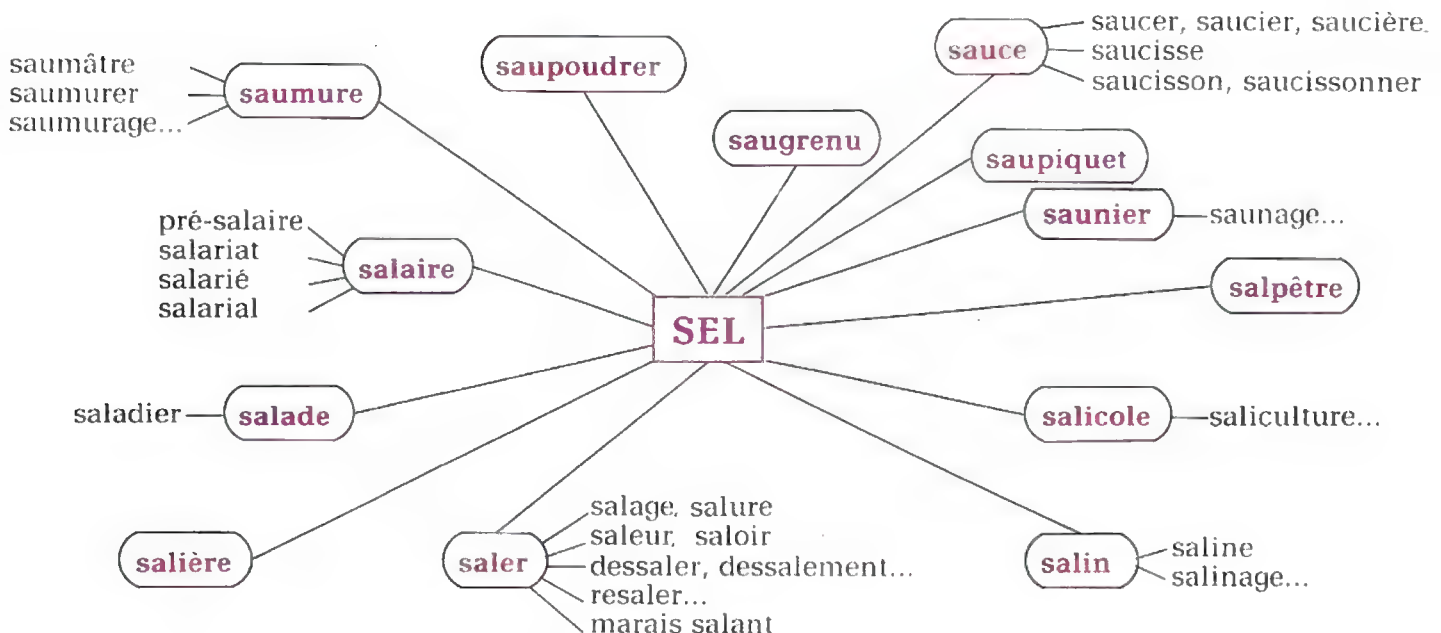 saumâtre
saumurer
saumurage...
saumure
saupoudrer
saugrenu
sauce
saucer, saucier, saucière.
saucisse
saucisson, saucissonner
saupiquet
saunier
saunage...
pré-salaire
salariat
salarié
salarial
salaire
SEL
salpêtre
saladier
salade
salicole
saliculture...
salière
saler
salage, salure
saleur, saloir
dessaler, dessalement...
resaler...
marais salant
salin
saline
salinage...